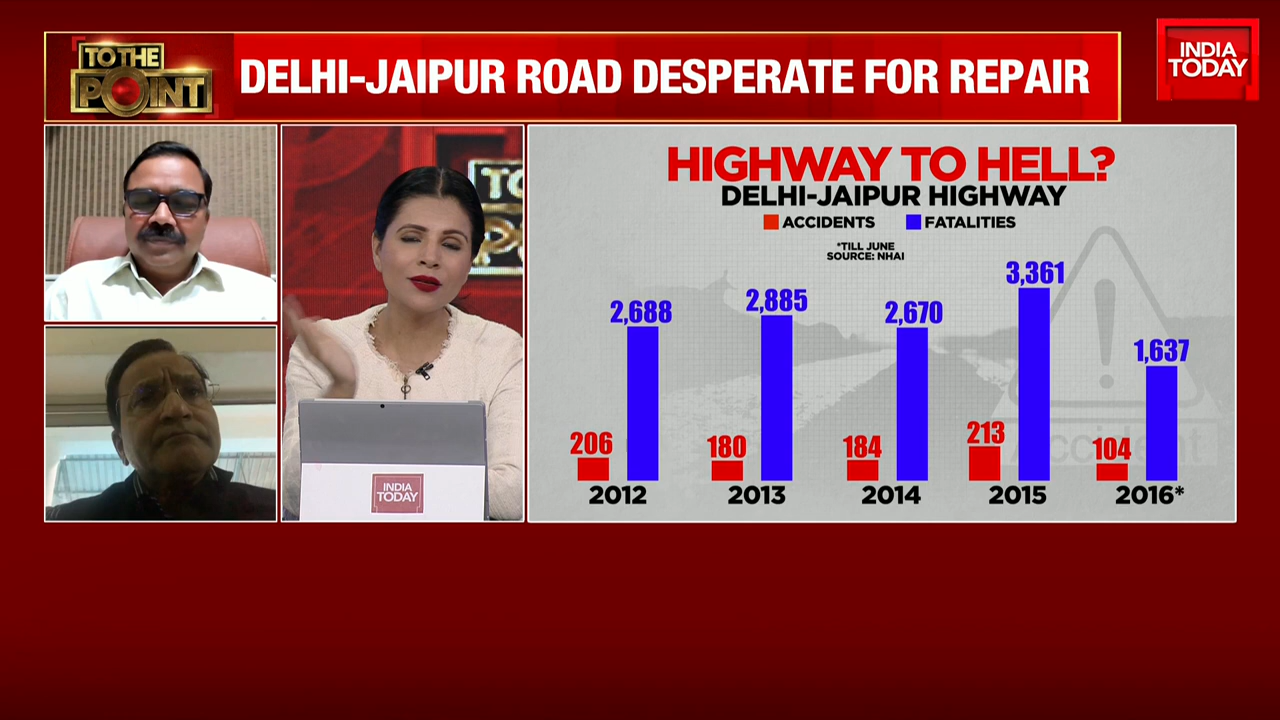 TO THE
POINT
DELHI-JAIPUR ROAD DESPERATE FOR REPAIR
INDIA
TODAY
HIGHWAY TO HELL?
DELHI-JAIPUR HIGHWAY
ACCIDENTS FATALITIES
*TILL JUNE
SOURCE: NHAI
2,688 2,885 2,670 3,361 1,637
206 180 184 213 104
2012 2013 2014 2015 2016*
INDIA
TODAY